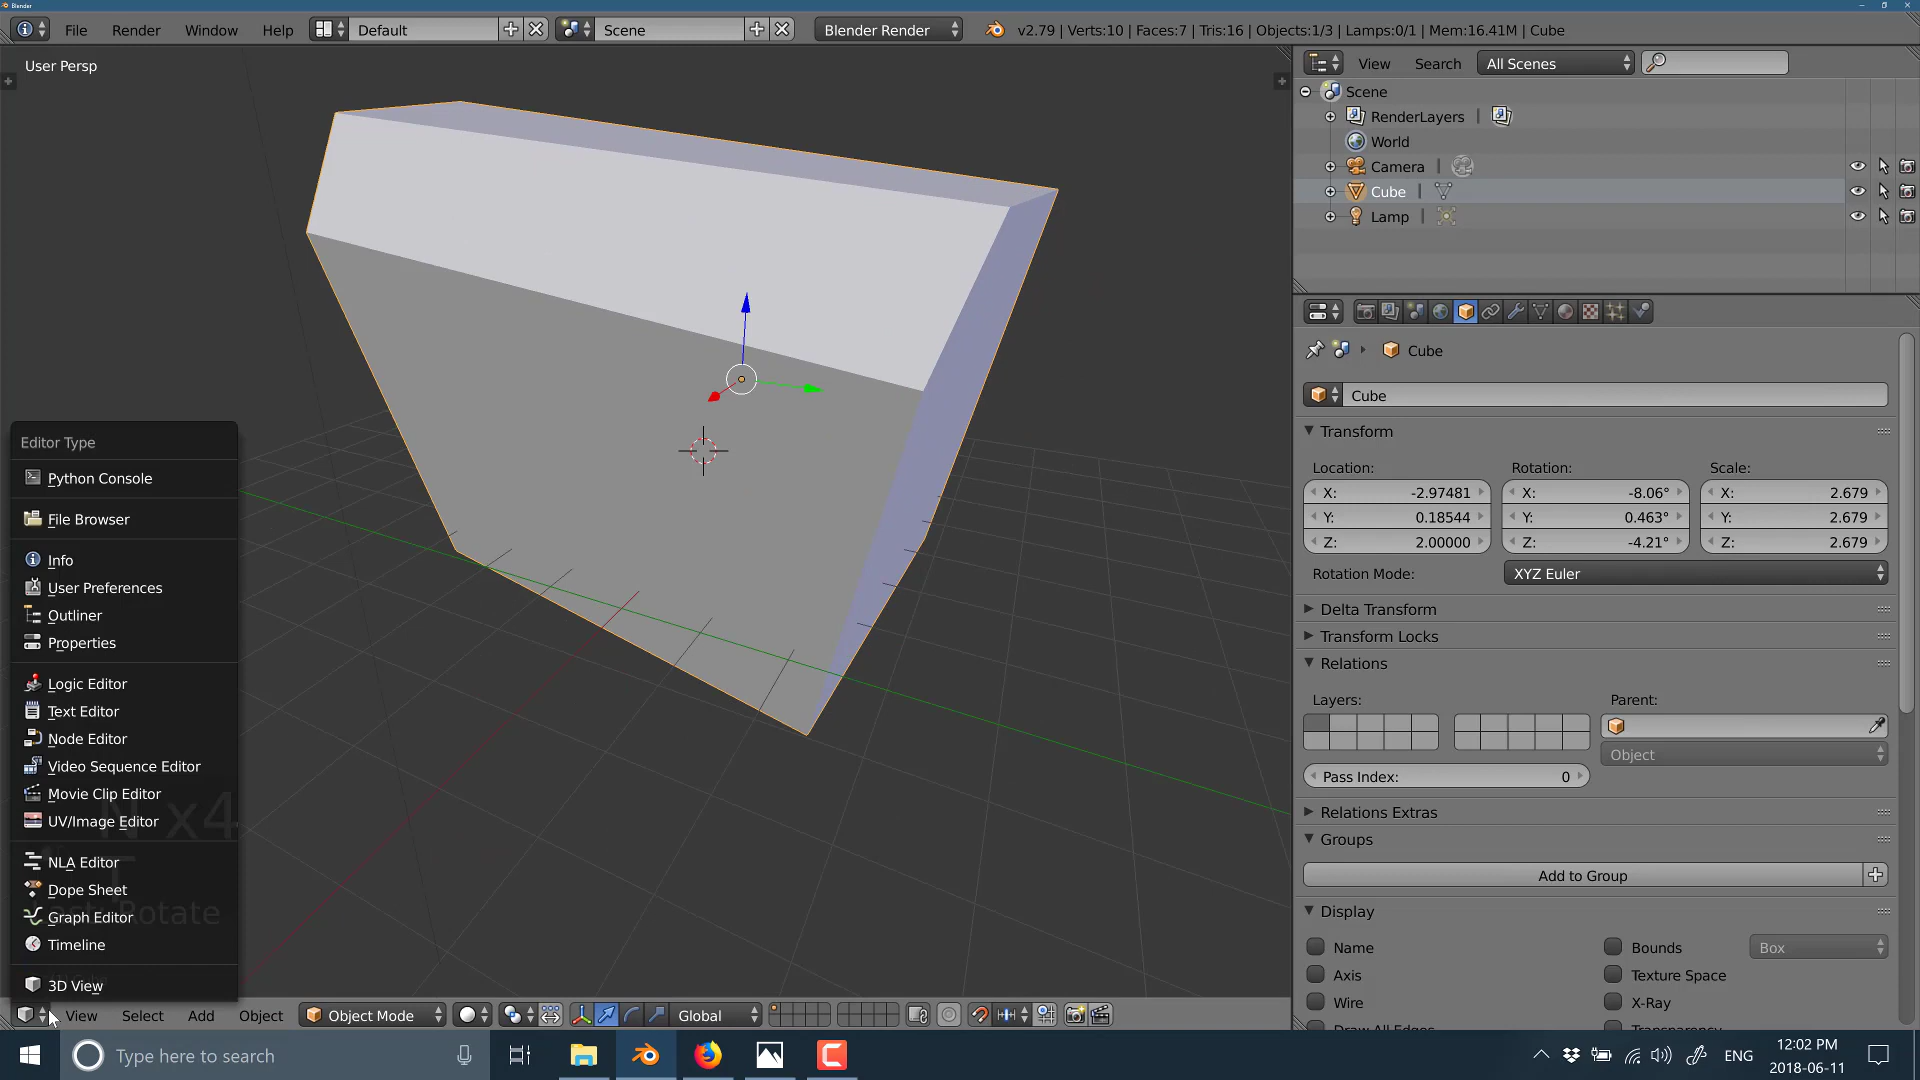 Blender
File Render Window Help Default Scene Blender Render v2.79 | Verts:10 | Faces:7 | Tris:16 | Objects:1/3 | Lamps:0/1 | Mem:16.41M | Cube
User Persp
View Search All Scenes
Scene
RenderLayers |
World
Camera |
Cube |
Lamp |
Cube
Cube
Transform
Location: Rotation: Scale:
X: -2.97481 X: -8.06° X: 2.679
Y: 0.18544 Y: 0.463° Y: 2.679
Z: 2.00000 Z: -4.21° Z: 2.679
Rotation Mode: XYZ Euler
Delta Transform
Transform Locks
Relations
Layers: Parent:
Object
Pass Index: 0
Relations Extras
Groups
Add to Group
Display
Name Bounds Box
Axis Texture Space
Wire X-Ray
Draw All Edges Transparency
Editor Type
Python Console
File Browser
Info
User Preferences
Outliner
Properties
Logic Editor
Text Editor
Node Editor
Video Sequence Editor
Movie Clip Editor
N x4
UV/Image Editor
NLA Editor
Dope Sheet
Rotate
Graph Editor
Timeline
3D View
View Select Add Object Object Mode Global
Type here to search
ENG
12:02 PM
2018-06-11